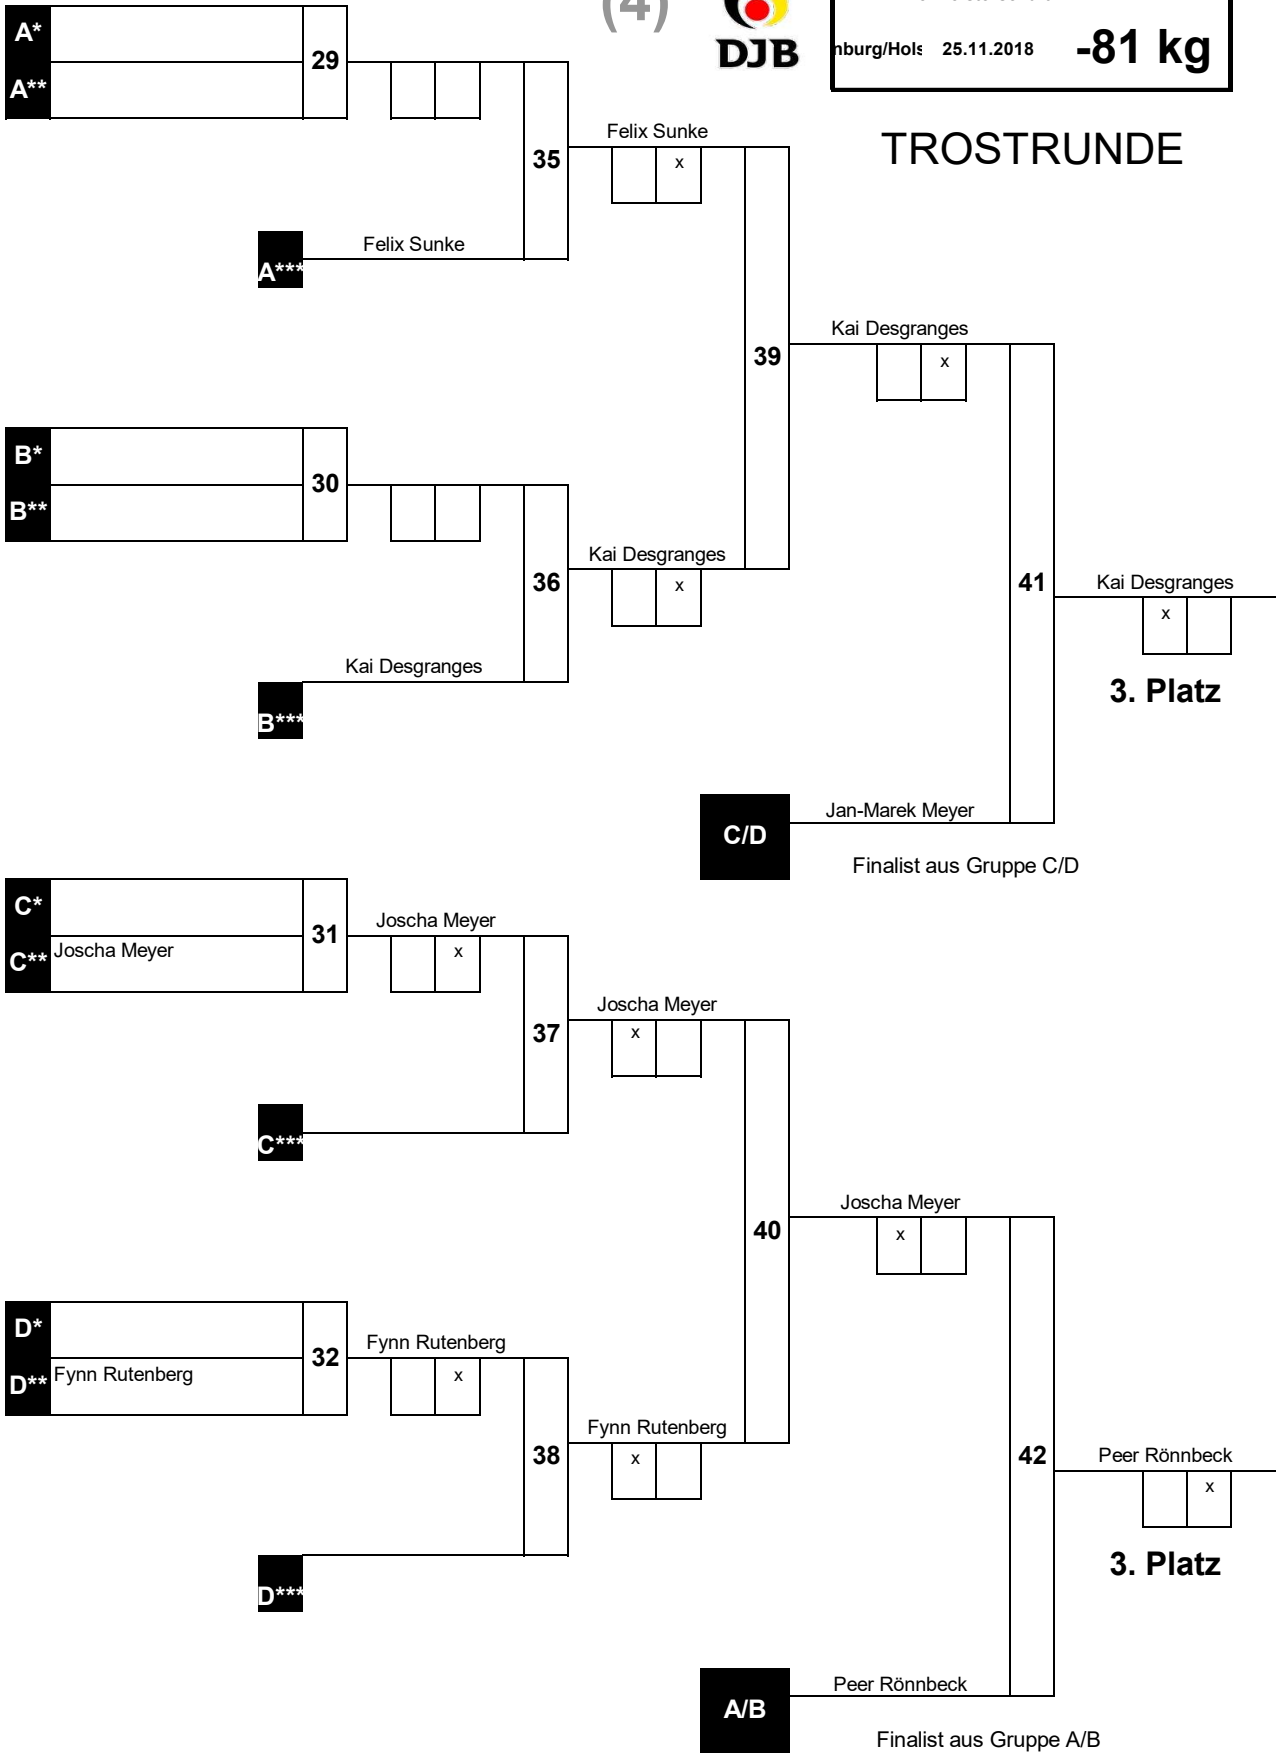 (4)
DJB
nburg/Hols 25.11.2018 -81 kg
TROSTRUNDE
A*
A**
29
35
Felix Sunke
x
A***
Felix Sunke
39
Kai Desgranges
x
B*
B**
30
36
Kai Desgranges
x
41
Kai Desgranges
x
3. Platz
Kai Desgranges
B***
C/D
Jan-Marek Meyer
Finalist aus Gruppe C/D
C*
C**
Joscha Meyer
31
Joscha Meyer
x
37
Joscha Meyer
x
C***
40
Joscha Meyer
x
D*
D**
Fynn Rutenberg
32
Fynn Rutenberg
x
38
Fynn Rutenberg
x
42
Peer Rönnbeck
x
3. Platz
D***
A/B
Peer Rönnbeck
Finalist aus Gruppe A/B